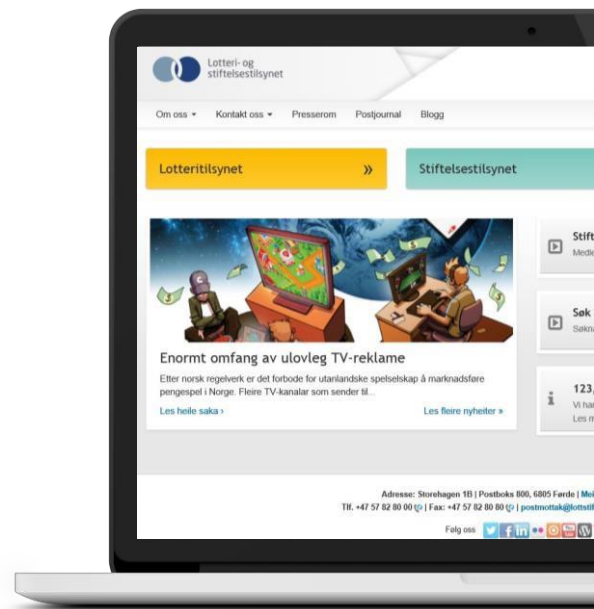 Lotteri- og
stiftelsestilsynet
Om oss
Kontakt oss
Presserom
Postjournal
Blogg
Lotteritilsynet »
Stiftelsestilsynet
Enormt omfang av ulovleg TV-reklame
Etter norsk regelverk er det forbode for utanlandske spelselskap å marknadsføre
pengespel i Norge. Fleire TV-kanalar som sender til...
Les heile saka ›
Les fleire nyheiter »
Søk
123,
Vi har
Adresse: Storehagen 1B | Postboks 800, 6805 Førde |
Tlf. +47 57 82 80 00 | Fax: +47 57 82 80 80 |
Følg oss